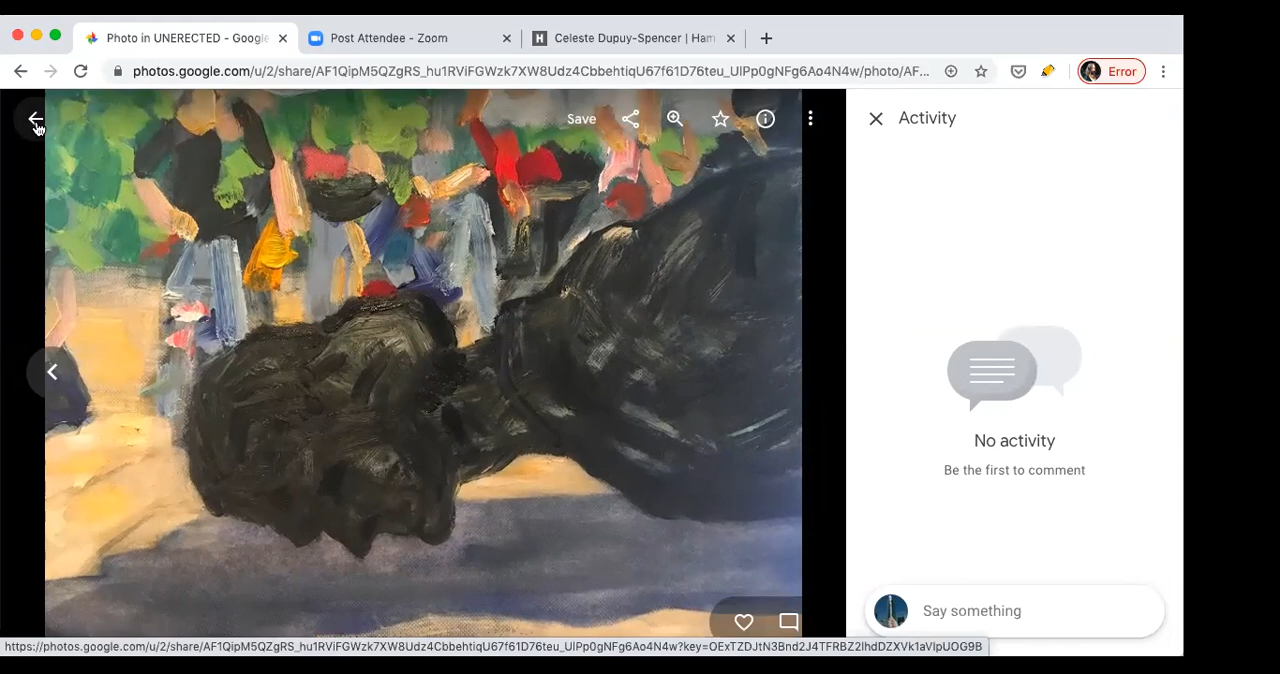 Photo in UNERECTED - Google
Post Attendee - Zoom
Celeste Dupuy-Spencer | Ham
photos.google.com/u/2/share/AF1QipM5QZgRS_hu1RViFGWzk7XW8Udz4CbbehtiqU67f61D76teu_UlPp0gNFg6Ao4N4w/photo/AF...
Error
Save
Activity
No activity
Be the first to comment
Say something
https://photos.google.com/u/2/share/AF1QipM5QZgRS_hu1RViFGWzk7XW8Udz4CbbehtiqU67f61D76teu_UlPp0gNFg6Ao4N4w?key=OExTZDJtN3Bnd2J4TFRBZ2lhdDZXVk1aVlpUOG9B